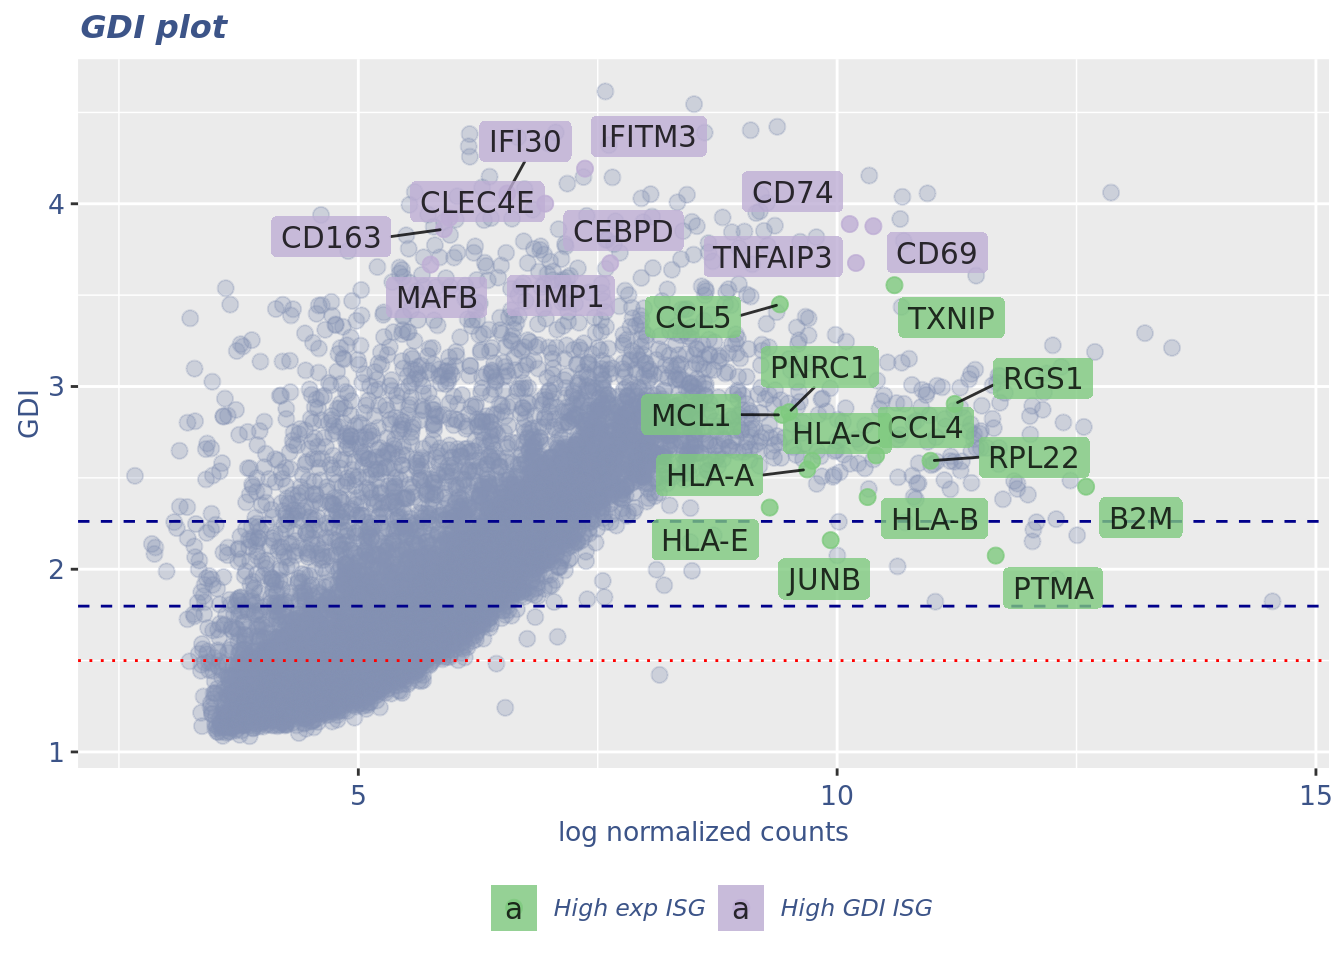 GDI plot
IFI30
IFITM3
CLEC4E
CD74
CD163
CEBPD
TNFAIP3
CD69
MAFB
TIMP1
CCL5
TXNIP
PNRC1
RGS1
MCL1
HLA-C
CCL4
HLA-A
RPL22
HLA-E
HLA-B
B2M
JUNB
PTMA
GDI
4
3
2
1
5
10
15
log normalized counts
a High exp ISG a High GDI ISG